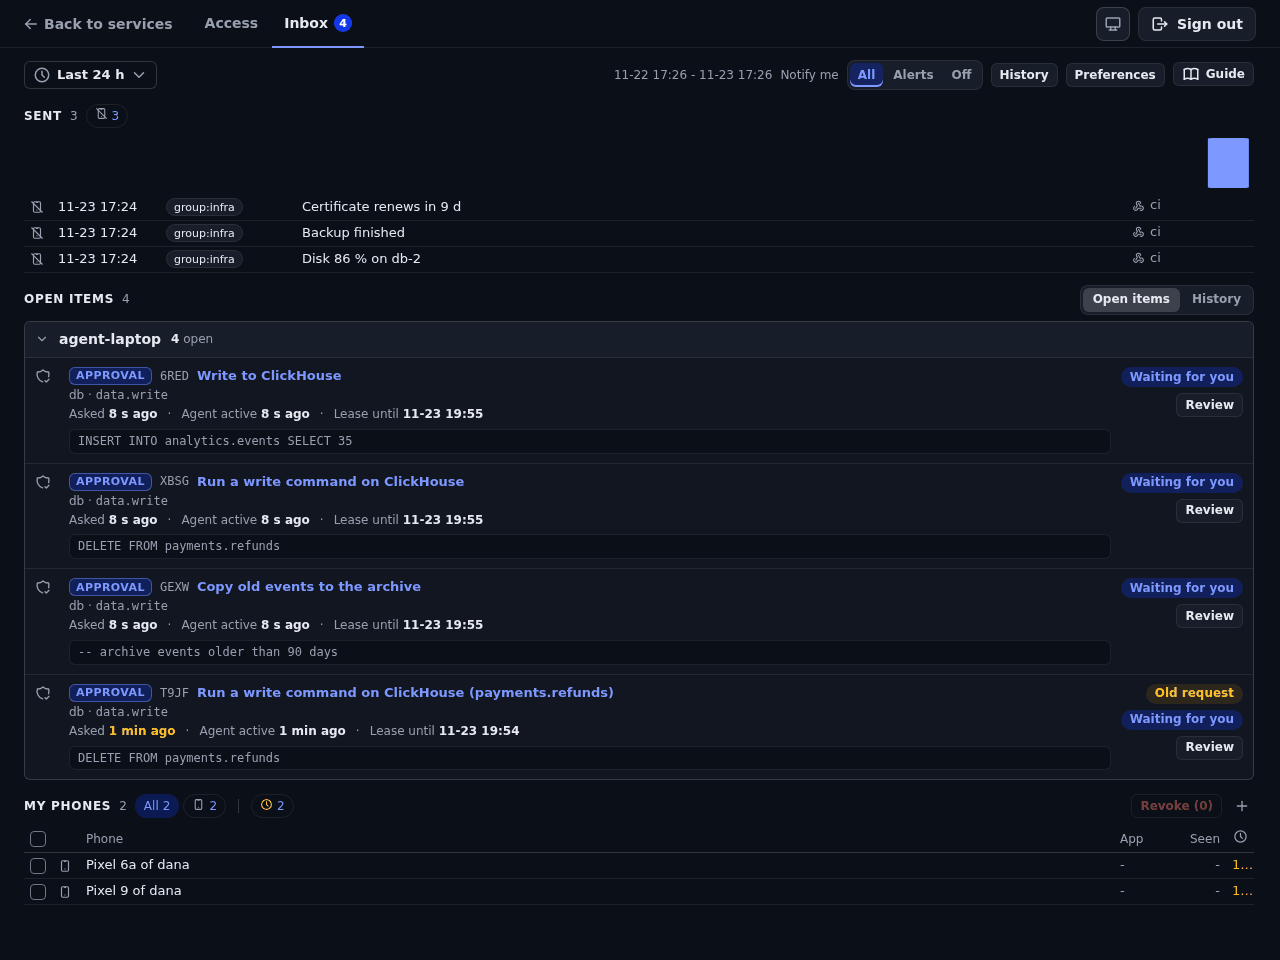 Back to services Access Inbox 4 Sign out
Last 24 h 11-22 17:26 - 11-23 17:26 Notify me All Alerts Off History Preferences Guide
SENT 3 3
11-23 17:24 group:infra Certificate renews in 9 d ci
11-23 17:24 group:infra Backup finished ci
11-23 17:24 group:infra Disk 86 % on db-2 ci
OPEN ITEMS 4 Open items History
agent-laptop 4 open
APPROVAL 6RED Write to ClickHouse Waiting for you
db · data.write
Asked 8 s ago · Agent active 8 s ago · Lease until 11-23 19:55 Review
INSERT INTO analytics.events SELECT 35
APPROVAL XBSG Run a write command on ClickHouse Waiting for you
db · data.write
Asked 8 s ago · Agent active 8 s ago · Lease until 11-23 19:55 Review
DELETE FROM payments.refunds
APPROVAL GEXW Copy old events to the archive Waiting for you
db · data.write
Asked 8 s ago · Agent active 8 s ago · Lease until 11-23 19:55 Review
-- archive events older than 90 days
APPROVAL T9JF Run a write command on ClickHouse (payments.refunds) Old request
db · data.write Waiting for you
Asked 1 min ago · Agent active 1 min ago · Lease until 11-23 19:54
Review
DELETE FROM payments.refunds
MY PHONES 2 All 2 2 2 Revoke (0)
Phone App Seen
Pixel 6a of dana - - 1...
Pixel 9 of dana - - 1...